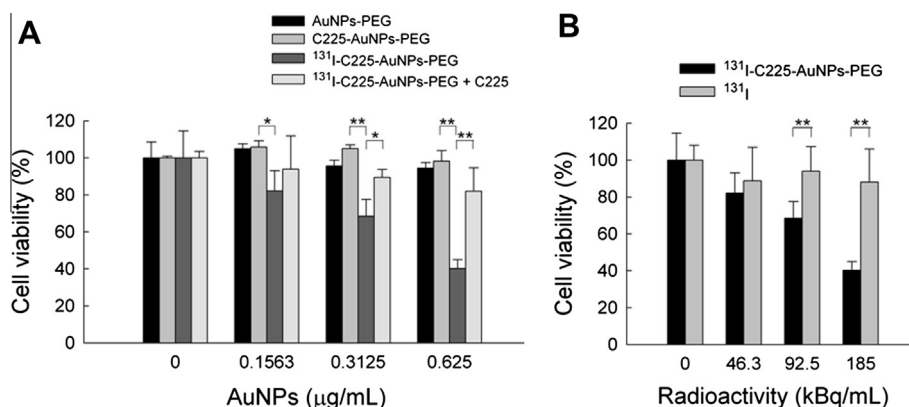 A
AuNPs-PEG
C225-AuNPs-PEG
¹³¹I-C225-AuNPs-PEG
¹³¹I-C225-AuNPs-PEG + C225
Cell viability (%)
120
100
80
60
40
20
0
*
**
*
**
**
0 0.1563 0.3125 0.625
AuNPs (μg/mL)
B
¹³¹I-C225-AuNPs-PEG
¹³¹I
Cell viability (%)
120
100
80
60
40
20
0
** **
0 46.3 92.5 185
Radioactivity (kBq/mL)